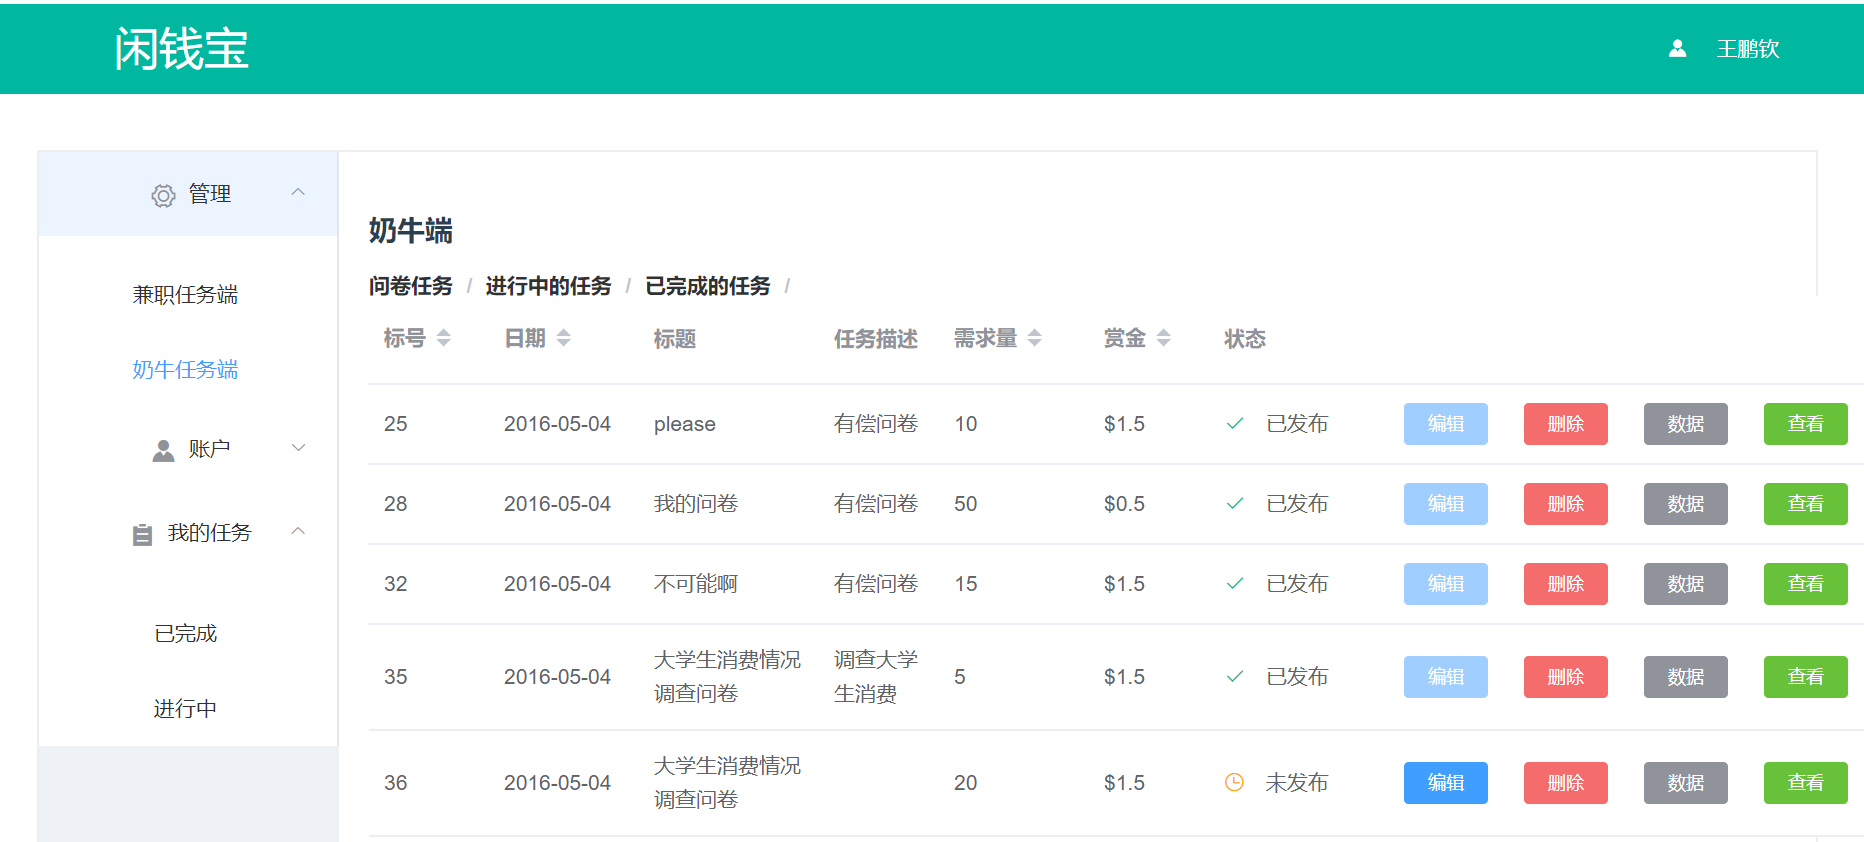 闲钱宝
王鹏钦
管理
兼职任务端
奶牛任务端
账户
我的任务
已完成
进行中
奶牛端
问卷任务 / 进行中的任务 / 已完成的任务 /
标号 日期 标题 任务描述 需求量 赏金 状态
25 2016-05-04 please 有偿问卷 10 $1.5 已发布 编辑 删除 数据 查看
28 2016-05-04 我的问卷 有偿问卷 50 $0.5 已发布 编辑 删除 数据 查看
32 2016-05-04 不可能啊 有偿问卷 15 $1.5 已发布 编辑 删除 数据 查看
大学生消费情况 调查大学
35 2016-05-04 $1.5 5 已发布 编辑 删除 数据 查看
调查问卷 生消费
大学生消费情况
36 2016-05-04 20 $1.5 未发布 编辑 删除 数据 查看
调查问卷